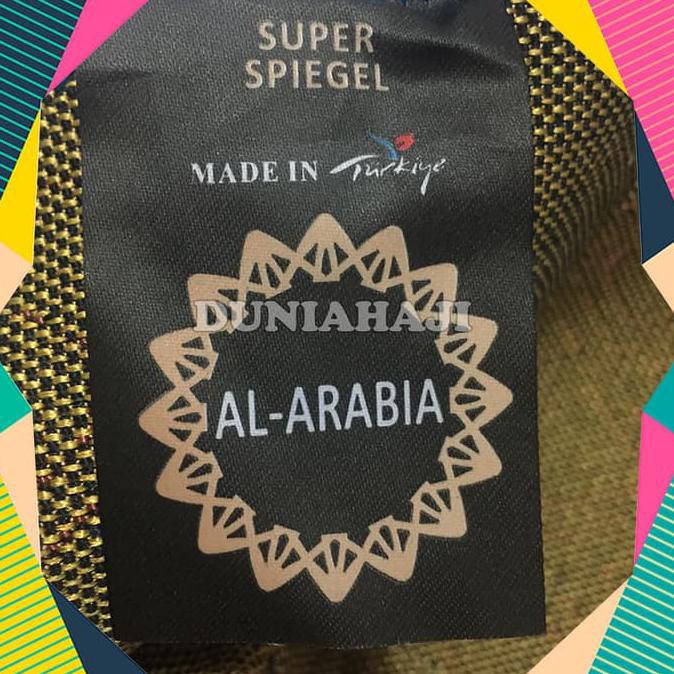 SUPER
SPIEGEL
MADE IN Türkiye
DUNIAHAJI
AL-ARABIA